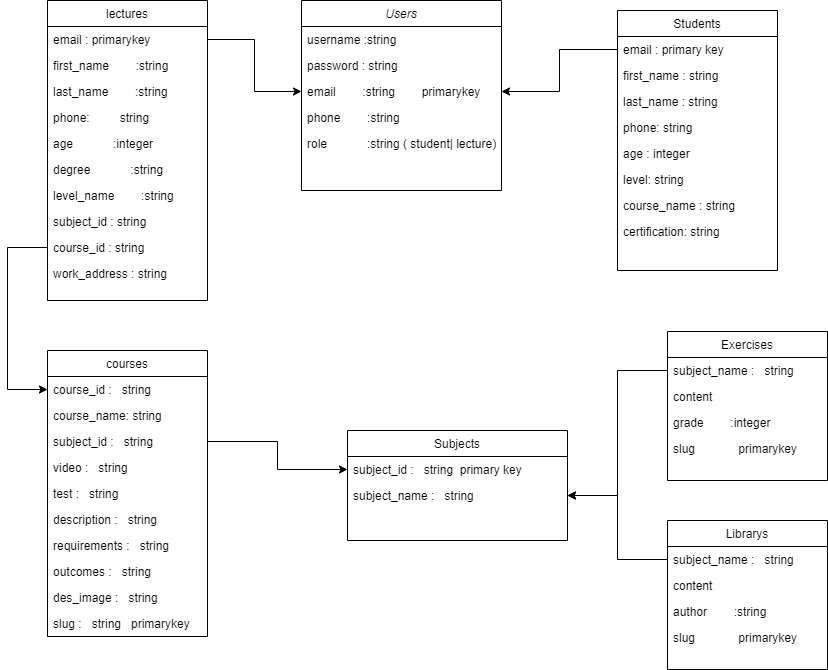 lectures
email : primarykey
first_name :string
last_name :string
phone: string
age :integer
degree :string
level_name :string
subject_id : string
course_id : string
work_address : string
Users
username :string
password : string
email :string primarykey
phone :string
role :string ( student| lecture)
Students
email : primary key
first_name : string
last_name : string
phone: string
age : integer
level: string
course_name : string
certification: string
courses
course_id : string
course_name: string
subject_id : string
video : string
test : string
description : string
requirements : string
outcomes : string
des_image : string
slug : string primarykey
Subjects
subject_id : string primary key
subject_name : string
Exercises
subject_name : string
content
grade :integer
slug primarykey
Librarys
subject_name : string
content
author :string
slug primarykey